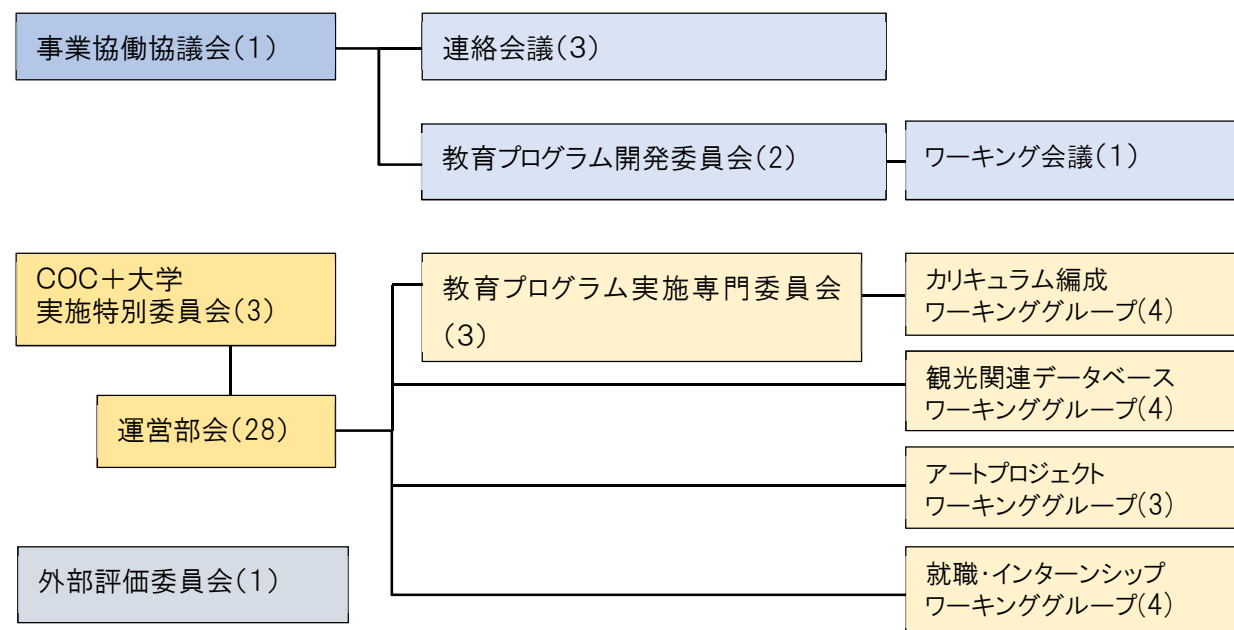 事業協働協議会(1)
連絡会議(3)
教育プログラム開発委員会(2)
ワーキング会議(1)
COC+大学
実施特別委員会(3)
運営部会(28)
教育プログラム実施専門委員会
(3)
カリキュラム編成
ワーキンググループ(4)
観光関連データベース
ワーキンググループ(4)
アートプロジェクト
ワーキンググループ(3)
就職・インターンシップ
ワーキンググループ(4)
外部評価委員会(1)